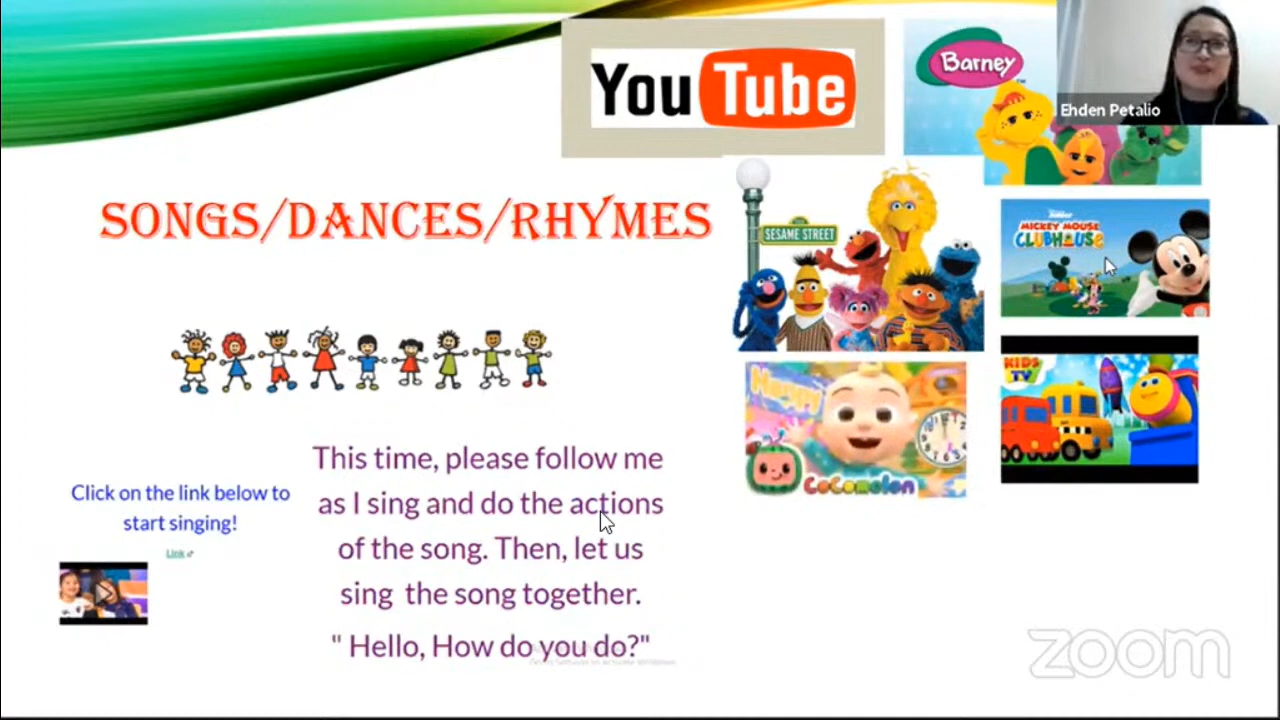 YouTube
Barney
Ehden Petalio
SONGS/DANCES/RHYMES
SESAME STREET
MICKEY MOUSE
CLUBHOUSE
KIDS
TV
Happy
CoComelon
This time, please follow me
as I sing and do the actions
of the song. Then, let us
sing the song together.
" Hello, How do you do?"
Click on the link below to
start singing!
Link
zoom